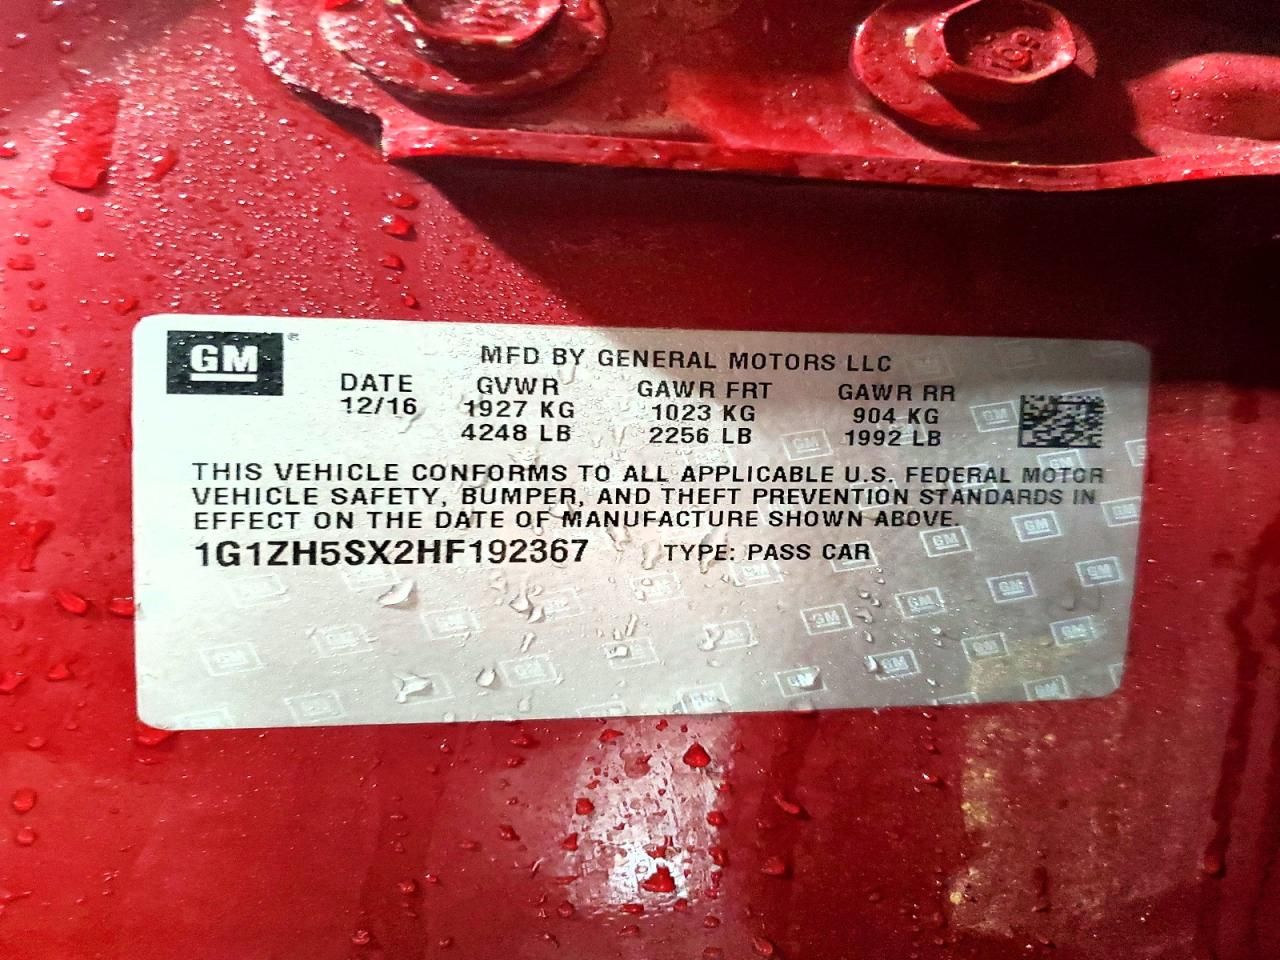 GM®
MFD BY GENERAL MOTORS LLC
DATE GVWR GAWR FRT GAWR RR
12/16 1927 KG 1023 KG 904 KG
4248 LB 2256 LB 1992 LB
THIS VEHICLE CONFORMS TO ALL APPLICABLE U.S. FEDERAL MOTOR
VEHICLE SAFETY, BUMPER, AND THEFT PREVENTION STANDARDS IN
EFFECT ON THE DATE OF MANUFACTURE SHOWN ABOVE.
1G1ZH5SX2HF192367 TYPE: PASS CAR